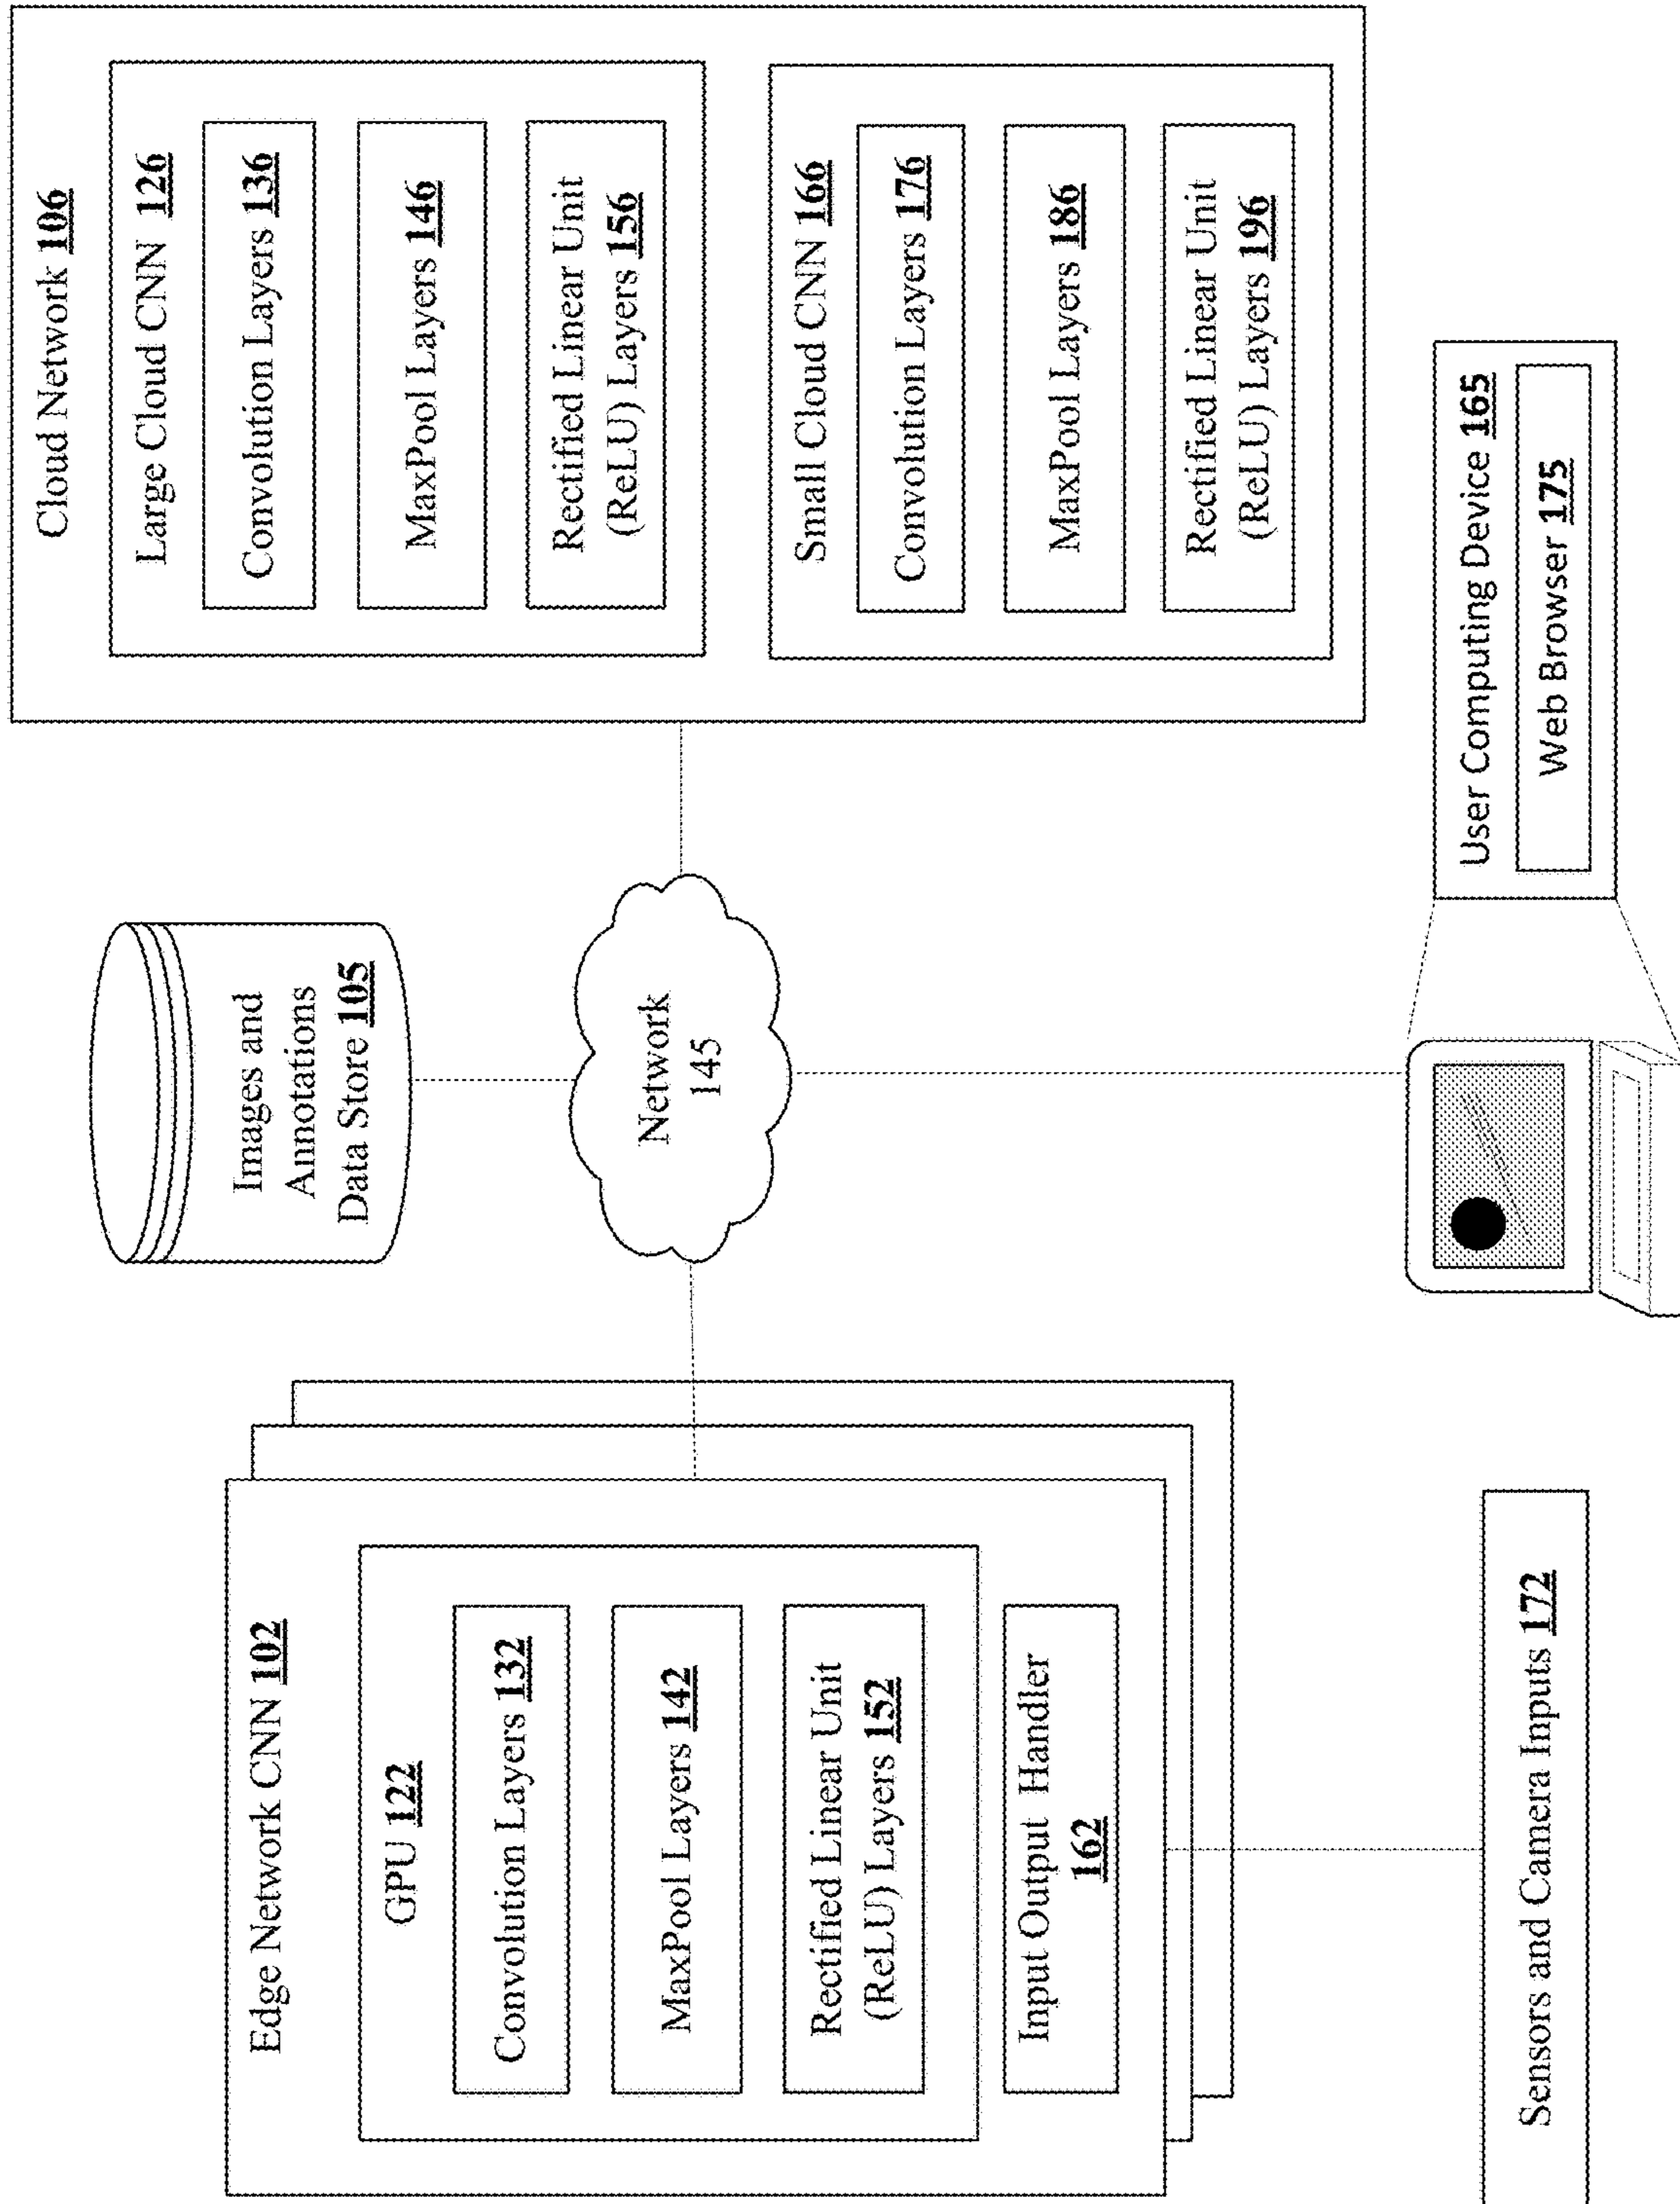 Edge Network CNN 102
GPU 122
Convolution Layers 132
MaxPool Layers 142
Rectified Linear Unit
(ReLU) Layers 152
Input Output Handler
162
Sensors and Camera Inputs 172
Images and
Annotations
Data Store 105
Network
145
Cloud Network 106
Large Cloud CNN 126
Convolution Layers 136
MaxPool Layers 146
Rectified Linear Unit
(ReLU) Layers 156
Small Cloud CNN 166
Convolution Layers 176
MaxPool Layers 186
Rectified Linear Unit
(ReLU) Layers 196
User Computing Device 165
Web Browser 175